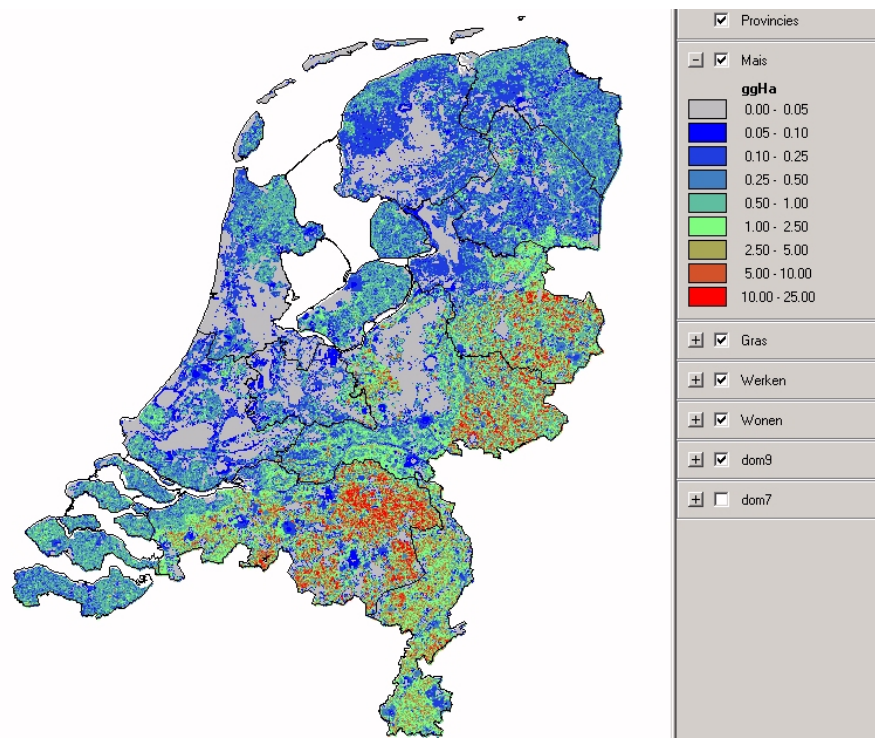 Provincies
Mais
ggHa
0.00 - 0.05
0.05 - 0.10
0.10 - 0.25
0.25 - 0.50
0.50 - 1.00
1.00 - 2.50
2.50 - 5.00
5.00 - 10.00
10.00 - 25.00
Gras
Werken
Wonen
dom9
dom7